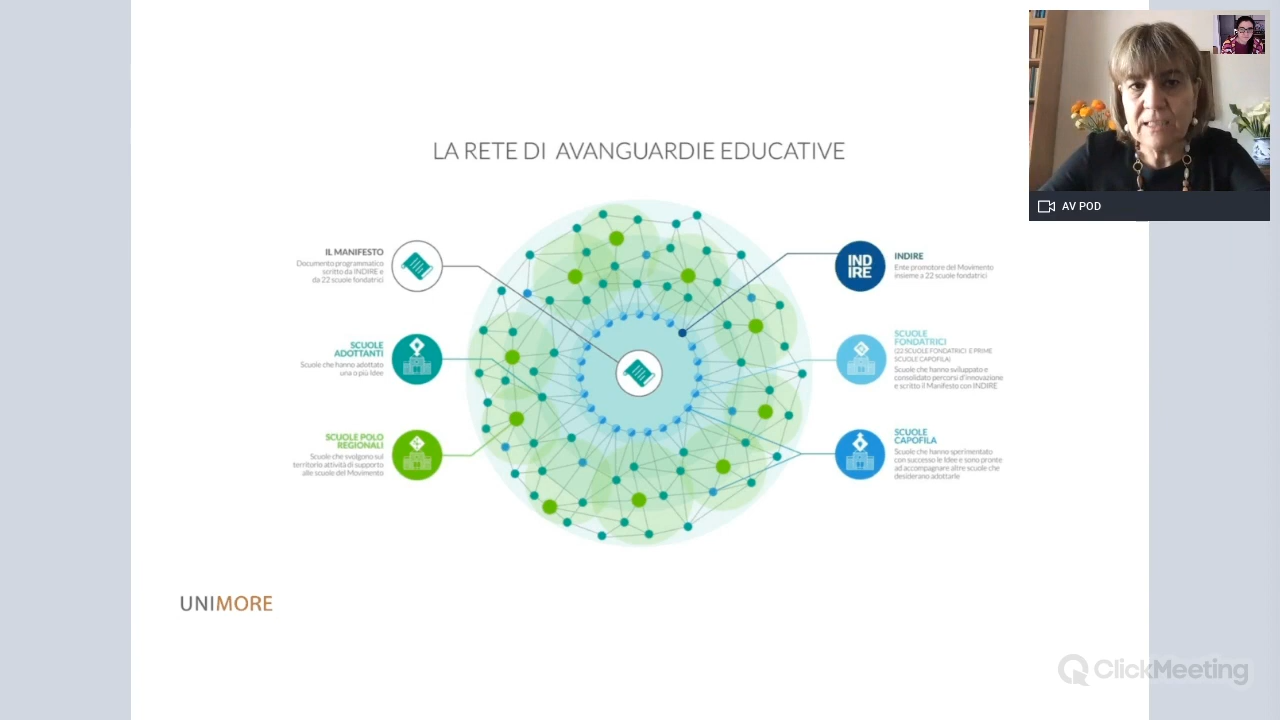 LA RETE DI AVANGUARDIE EDUCATIVE
IL MANIFESTO
Documento programmatico
scritto da INDIRE e
da 22 scuole fondatrici
SCUOLE
ADOTTANTI
Scuole che hanno adottato
una o più Idee
SCUOLE POLO
REGIONALI
Scuole che svolgono sul
territorio attività di supporto
alle scuole del Movimento
IND
IRE
INDIRE
Ente promotore del Movimento
insieme a 22 scuole fondatrici
SCUOLE
FONDATRICI
(22 SCUOLE FONDATRICI E PRIME
SCUOLE CAPOFILA)
Scuole che hanno sviluppato e
consolidato percorsi d'innovazione
e scritto il Manifesto con INDIRE
SCUOLE
CAPOFILA
Scuole che hanno sperimentato
con successo le Idee e sono pronte
ad accompagnare altre scuole che
desiderano adottarle
UNIMORE
AV POD
ClickMeeting